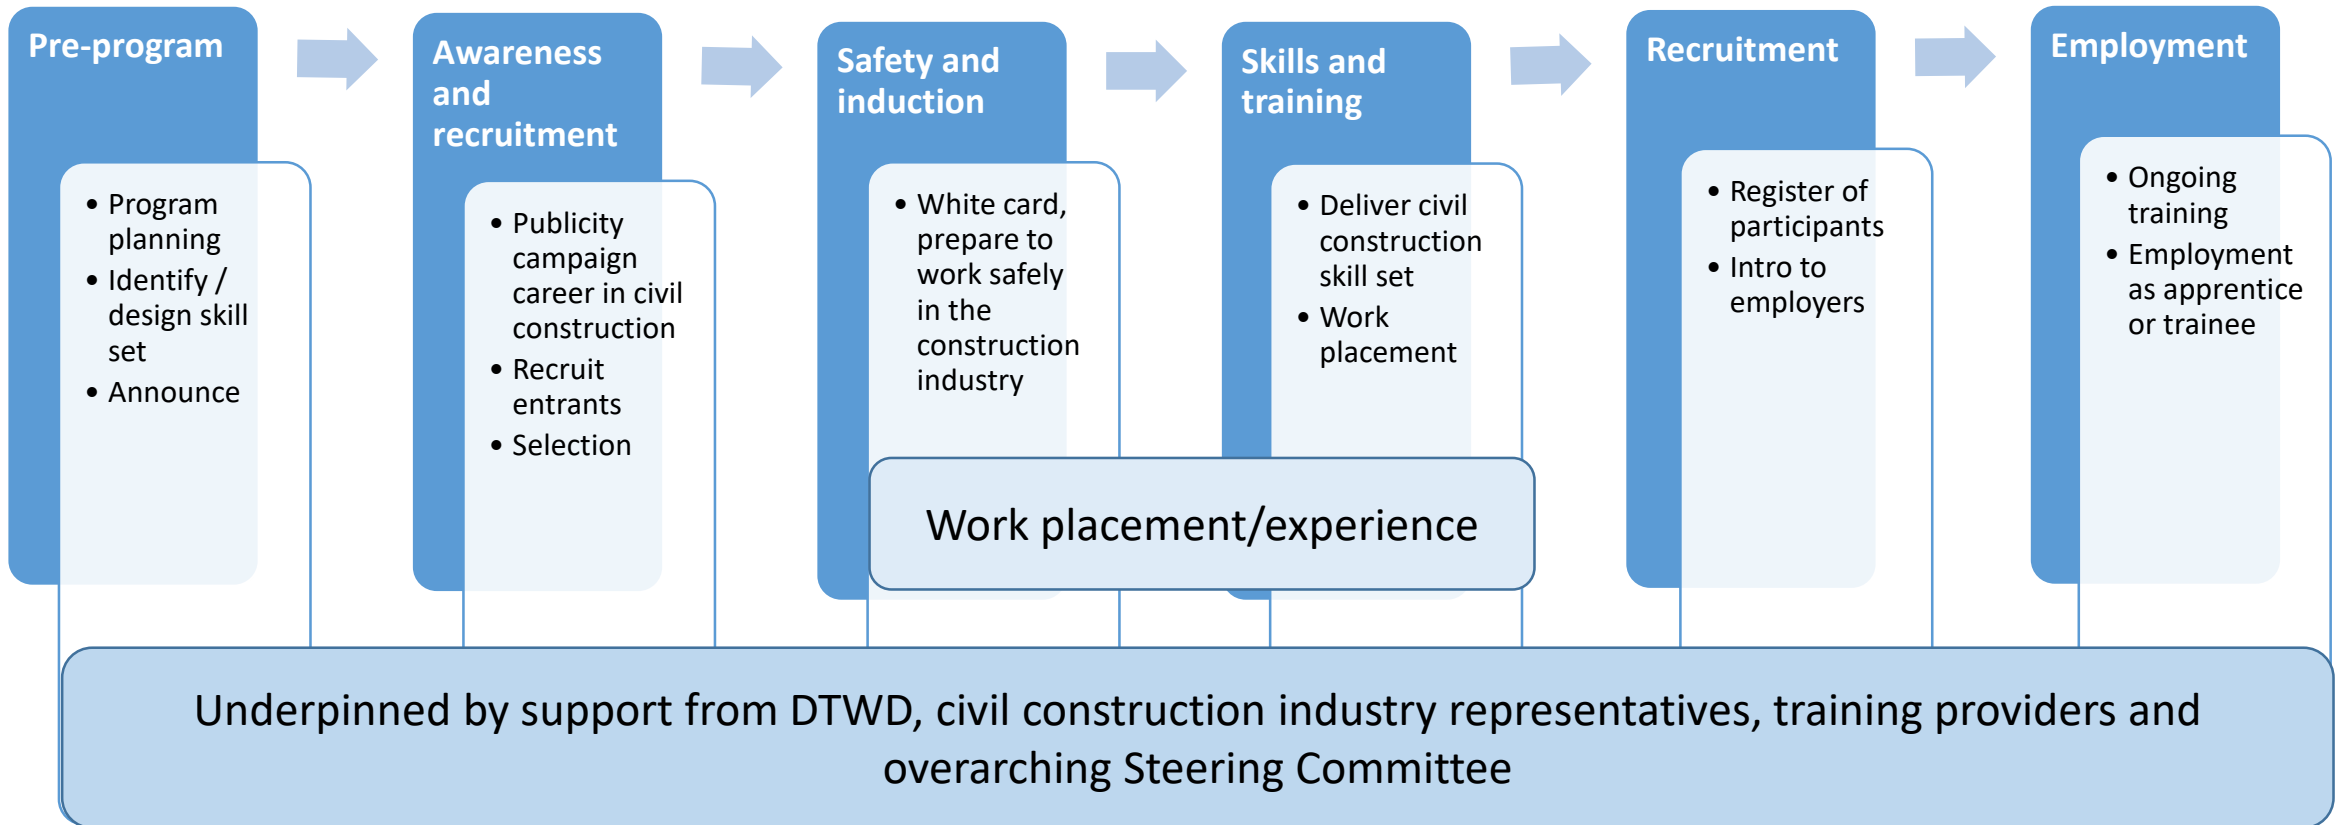 Pre-program
• Program
planning
• Identify /
design skill
set
• Announce
Awareness
and
recruitment
• Publicity
campaign
career in civil
construction
• Recruit
entrants
• Selection
Safety and
induction
• White card,
prepare to
work safely
in the
construction
industry
Skills and
training
• Deliver civil
construction
skill set
• Work
placement
Recruitment
• Register of
participants
• Intro to
employers
Employment
• Ongoing
training
• Employment
as apprentice
or trainee
Work placement/experience
Underpinned by support from DTWD, civil construction industry representatives, training providers and
overarching Steering Committee